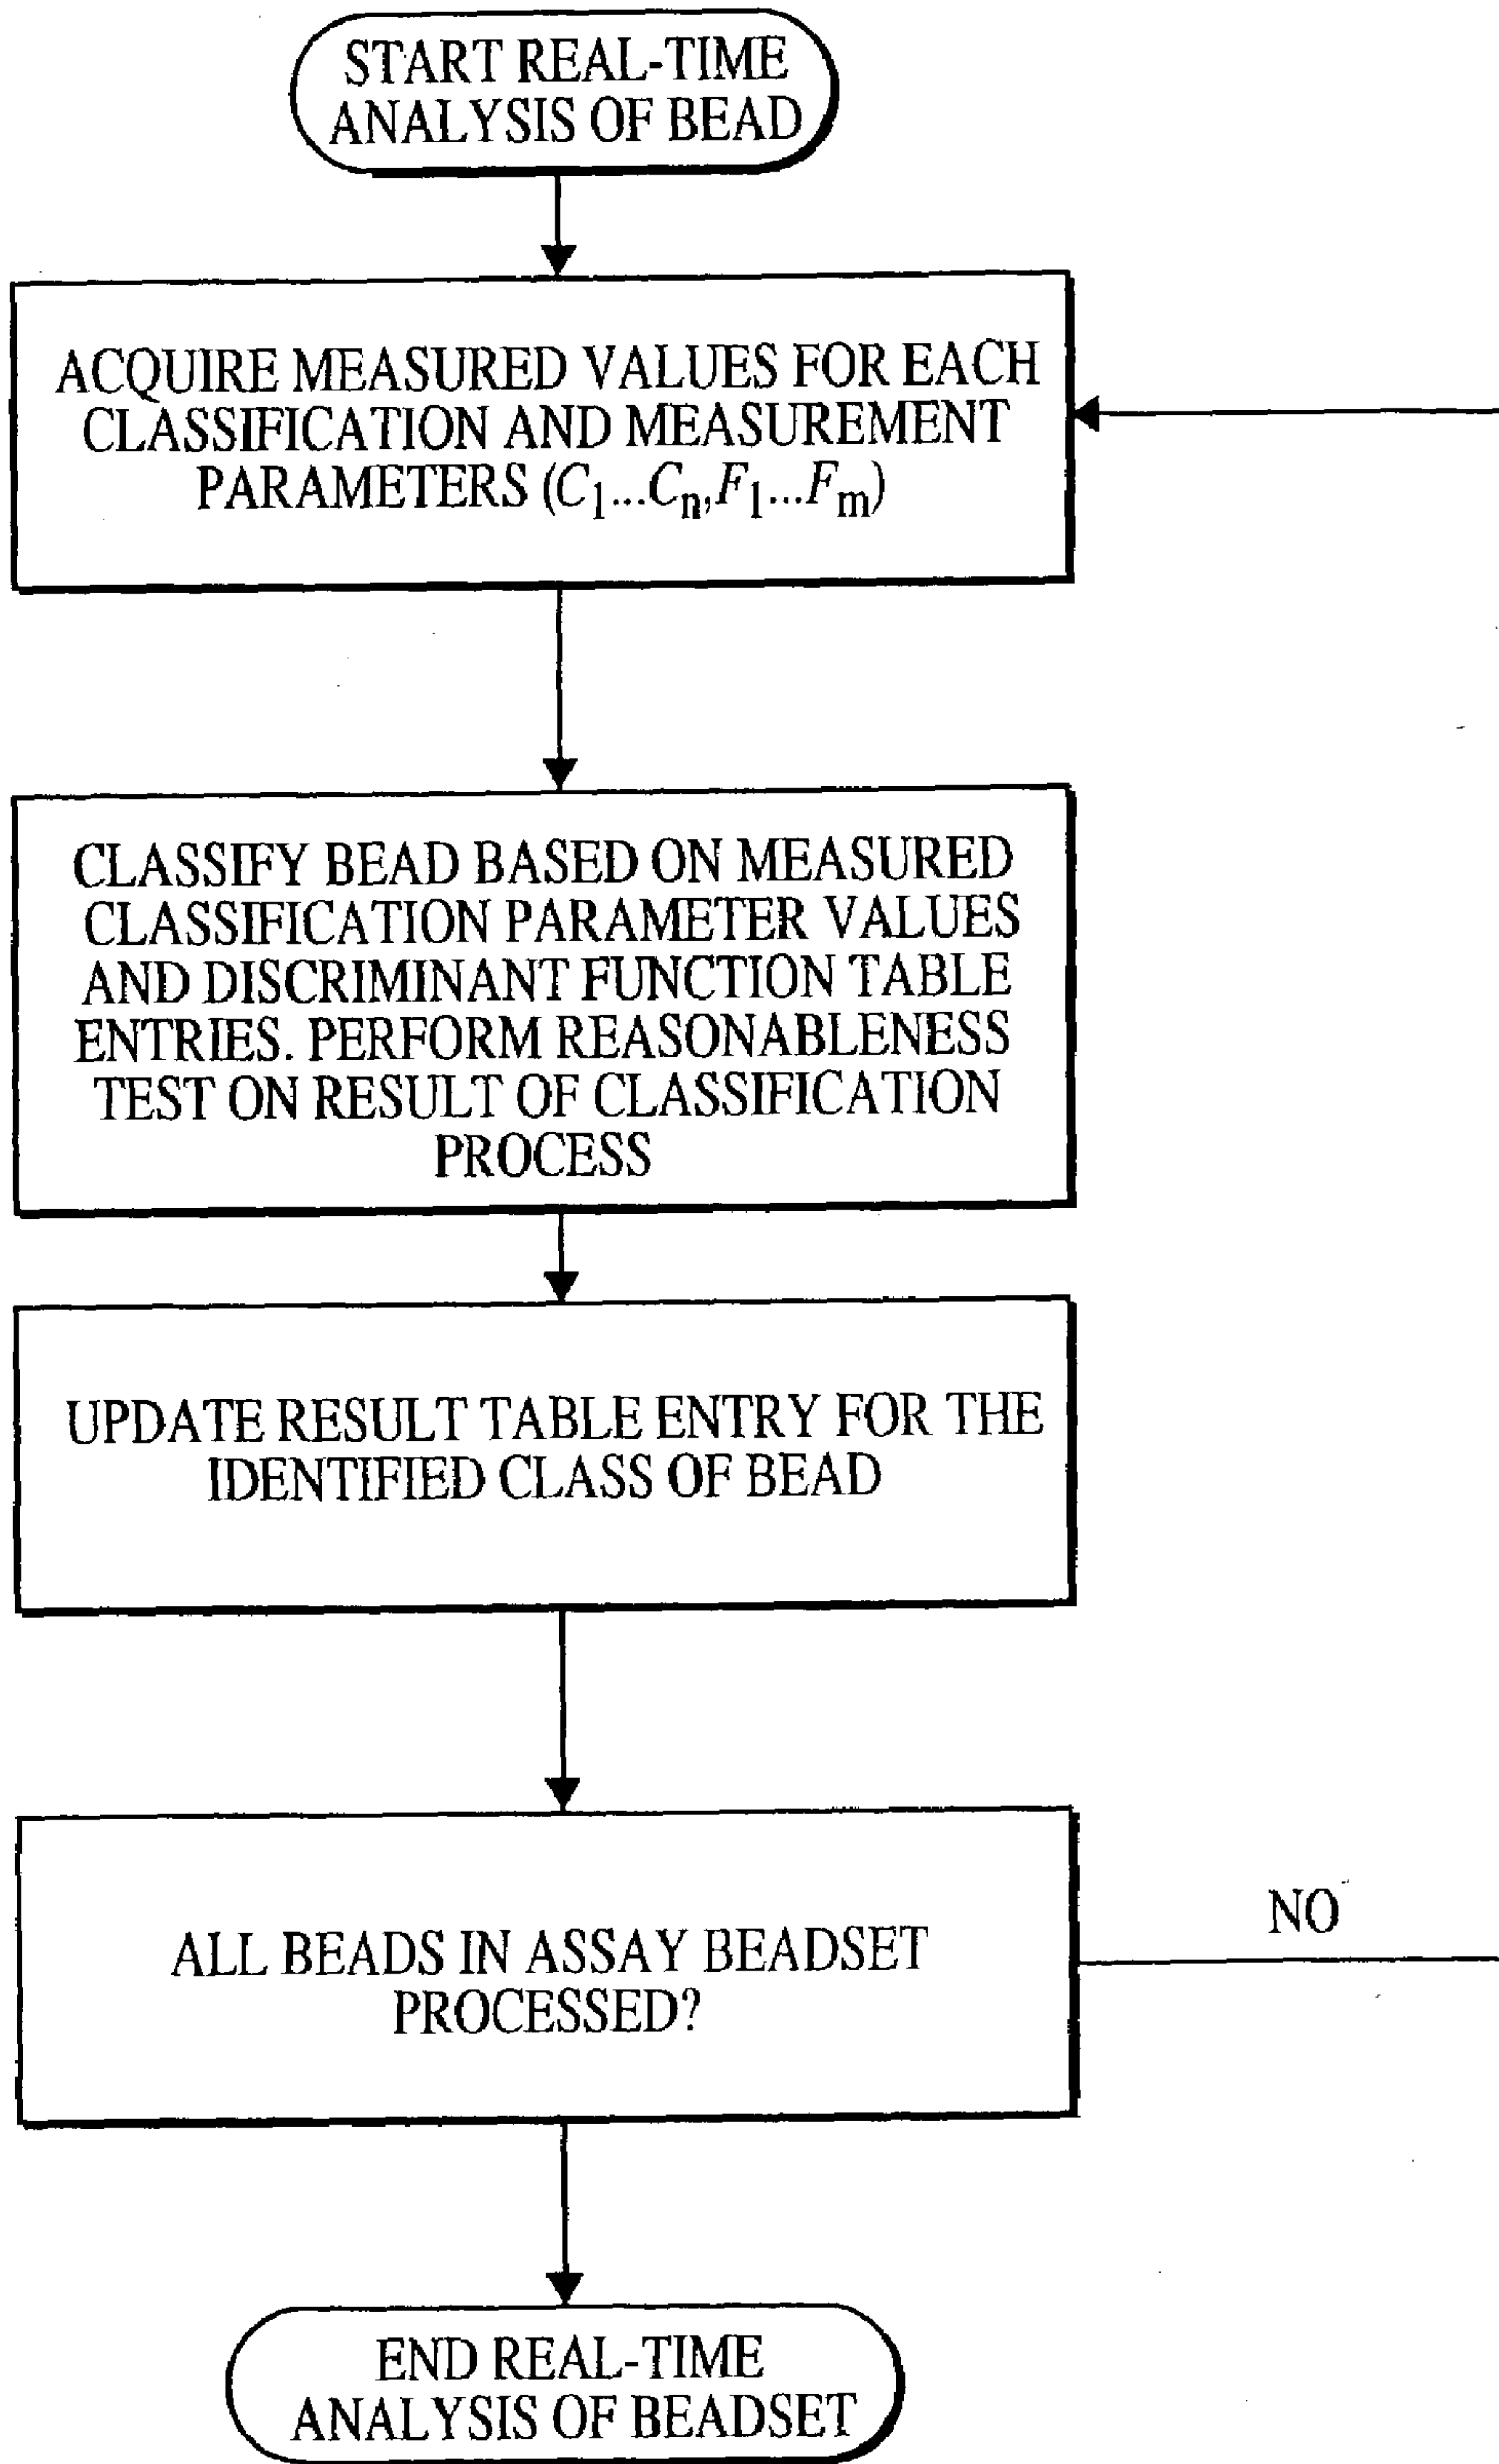 START REAL-TIME
ANALYSIS OF BEAD
ACQUIRE MEASURED VALUES FOR EACH
CLASSIFICATION AND MEASUREMENT
PARAMETERS (C1...Cn,F1...Fm)
CLASSIFY BEAD BASED ON MEASURED
CLASSIFICATION PARAMETER VALUES
AND DISCRIMINANT FUNCTION TABLE
ENTRIES. PERFORM REASONABLENESS
TEST ON RESULT OF CLASSIFICATION
PROCESS
UPDATE RESULT TABLE ENTRY FOR THE
IDENTIFIED CLASS OF BEAD
ALL BEADS IN ASSAY BEADSET
PROCESSED?
NO
END REAL-TIME
ANALYSIS OF BEADSET